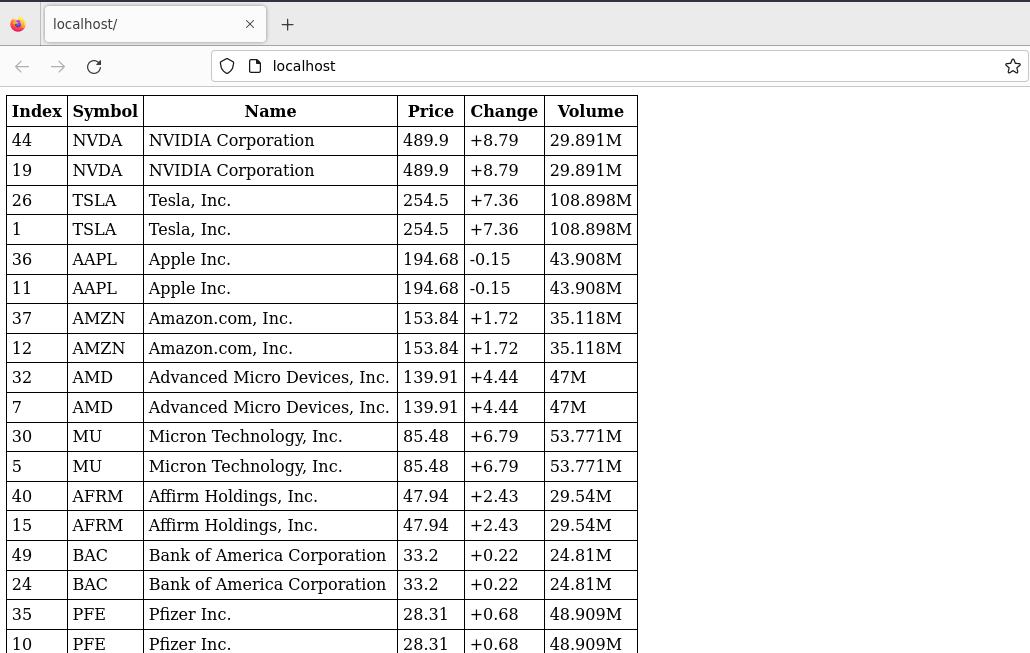 localhost/
localhost
Index Symbol Name Price Change Volume
44 NVDA NVIDIA Corporation 489.9 +8.79 29.891M
19 NVDA NVIDIA Corporation 489.9 +8.79 29.891M
26 TSLA Tesla, Inc. 254.5 +7.36 108.898M
1 TSLA Tesla, Inc. 254.5 +7.36 108.898M
36 AAPL Apple Inc. 194.68 -0.15 43.908M
11 AAPL Apple Inc. 194.68 -0.15 43.908M
37 AMZN Amazon.com, Inc. 153.84 +1.72 35.118M
12 AMZN Amazon.com, Inc. 153.84 +1.72 35.118M
32 AMD Advanced Micro Devices, Inc. 139.91 +4.44 47M
7 AMD Advanced Micro Devices, Inc. 139.91 +4.44 47M
30 MU Micron Technology, Inc. 85.48 +6.79 53.771M
5 MU Micron Technology, Inc. 85.48 +6.79 53.771M
40 AFRM Affirm Holdings, Inc. 47.94 +2.43 29.54M
15 AFRM Affirm Holdings, Inc. 47.94 +2.43 29.54M
49 BAC Bank of America Corporation 33.2 +0.22 24.81M
24 BAC Bank of America Corporation 33.2 +0.22 24.81M
35 PFE Pfizer Inc. 28.31 +0.68 48.909M
10 PFE Pfizer Inc. 28.31 +0.68 48.909M